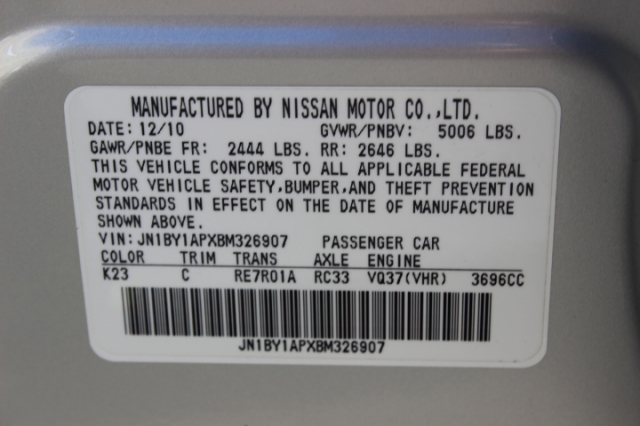 MANUFACTURED BY NISSAN MOTOR CO.,LTD.
DATE: 12/10 GVWR/PNBV: 5006 LBS.
GAWR/PNBE FR: 2444 LBS. RR: 2646 LBS.
THIS VEHICLE CONFORMS TO ALL APPLICABLE FEDERAL
MOTOR VEHICLE SAFETY,BUMPER,AND THEFT PREVENTION
STANDARDS IN EFFECT ON THE DATE OF MANUFACTURE
SHOWN ABOVE.
VIN: JN1BY1APXBM326907 PASSENGER CAR
COLOR TRIM TRANS AXLE ENGINE
K23 C RE7R01A RC33 VQ37(VHR) 3696CC
JN1BY1APXBM326907